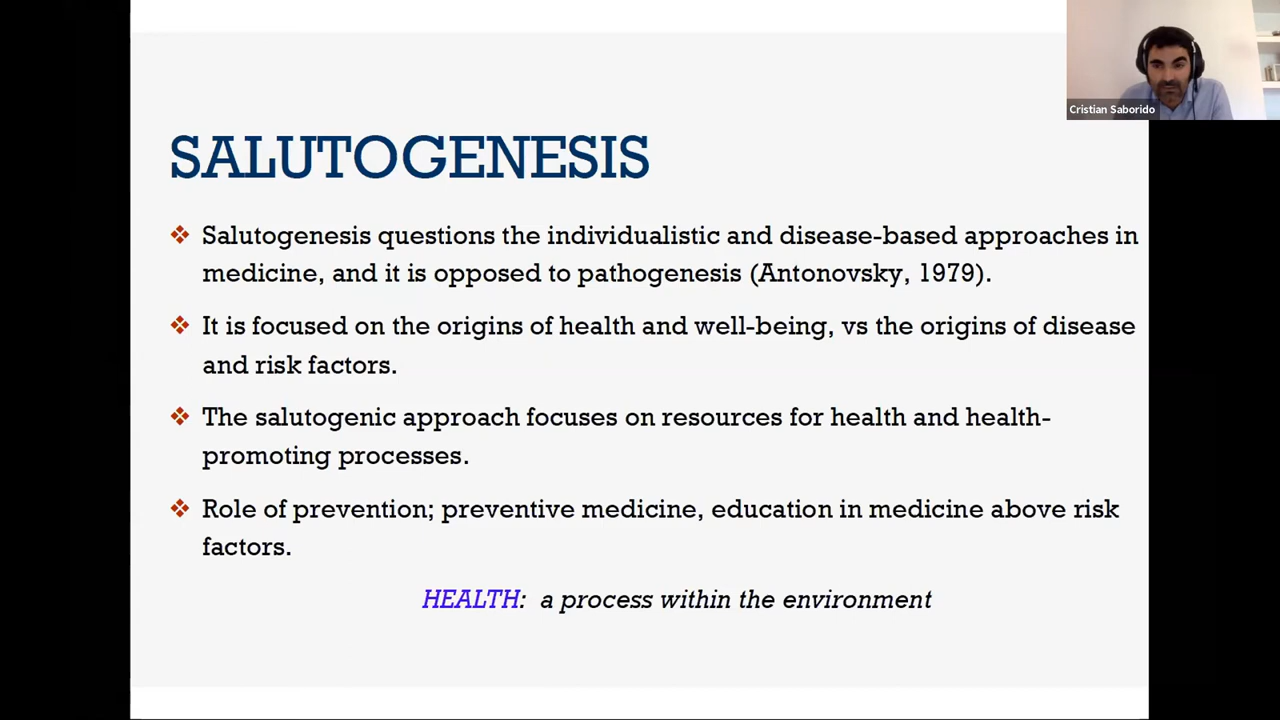 Cristian Saborido
SALUTOGENESIS
❖ Salutogenesis questions the individualistic and disease-based approaches in
medicine, and it is opposed to pathogenesis (Antonovsky, 1979).
❖ It is focused on the origins of health and well-being, vs the origins of disease
and risk factors.
❖ The salutogenic approach focuses on resources for health and health-
promoting processes.
❖ Role of prevention; preventive medicine, education in medicine above risk
factors.
HEALTH: a process within the environment